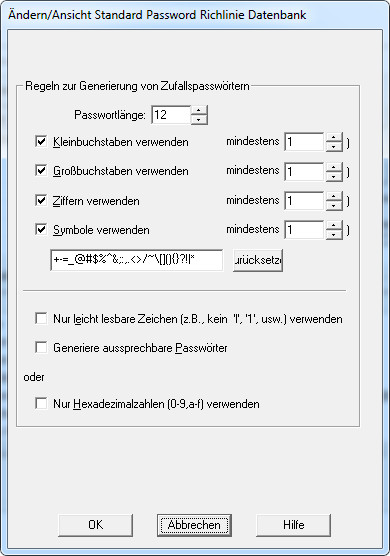 Ändern/Ansicht Standard Password Richlinie Datenbank
Regeln zur Generierung von Zufallspasswörtern
Passwortlänge: 12
Kleinbuchstaben verwenden mindestens 1 )
Großbuchstaben verwenden mindestens 1 )
Ziffern verwenden mindestens 1 )
Symbole verwenden mindestens 1 )
+-=_@#$%^&;:,.<>/~\[](){}?!|* urücksetze
Nur leicht lesbare Zeichen (z.B., kein 'l', '1', usw.) verwenden
Generiere aussprechbare Passwörter
oder
Nur Hexadezimalzahlen (0-9,a-f) verwenden
OK Abbrechen Hilfe